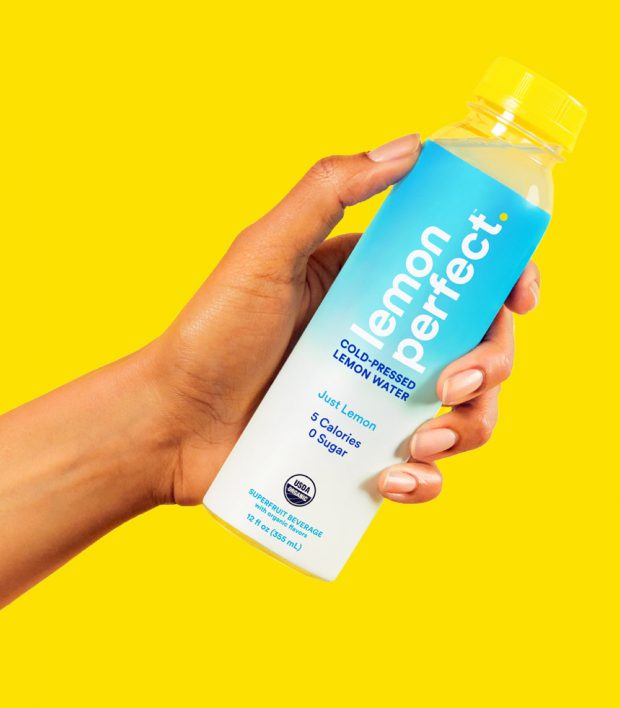 lemon
perfect.™
COLD-PRESSED
LEMON WATER
Just Lemon
5 Calories
0 Sugar
USDA
ORGANIC
SUPERFRUIT BEVERAGE
with organic flavors
12 fl oz (355 mL)